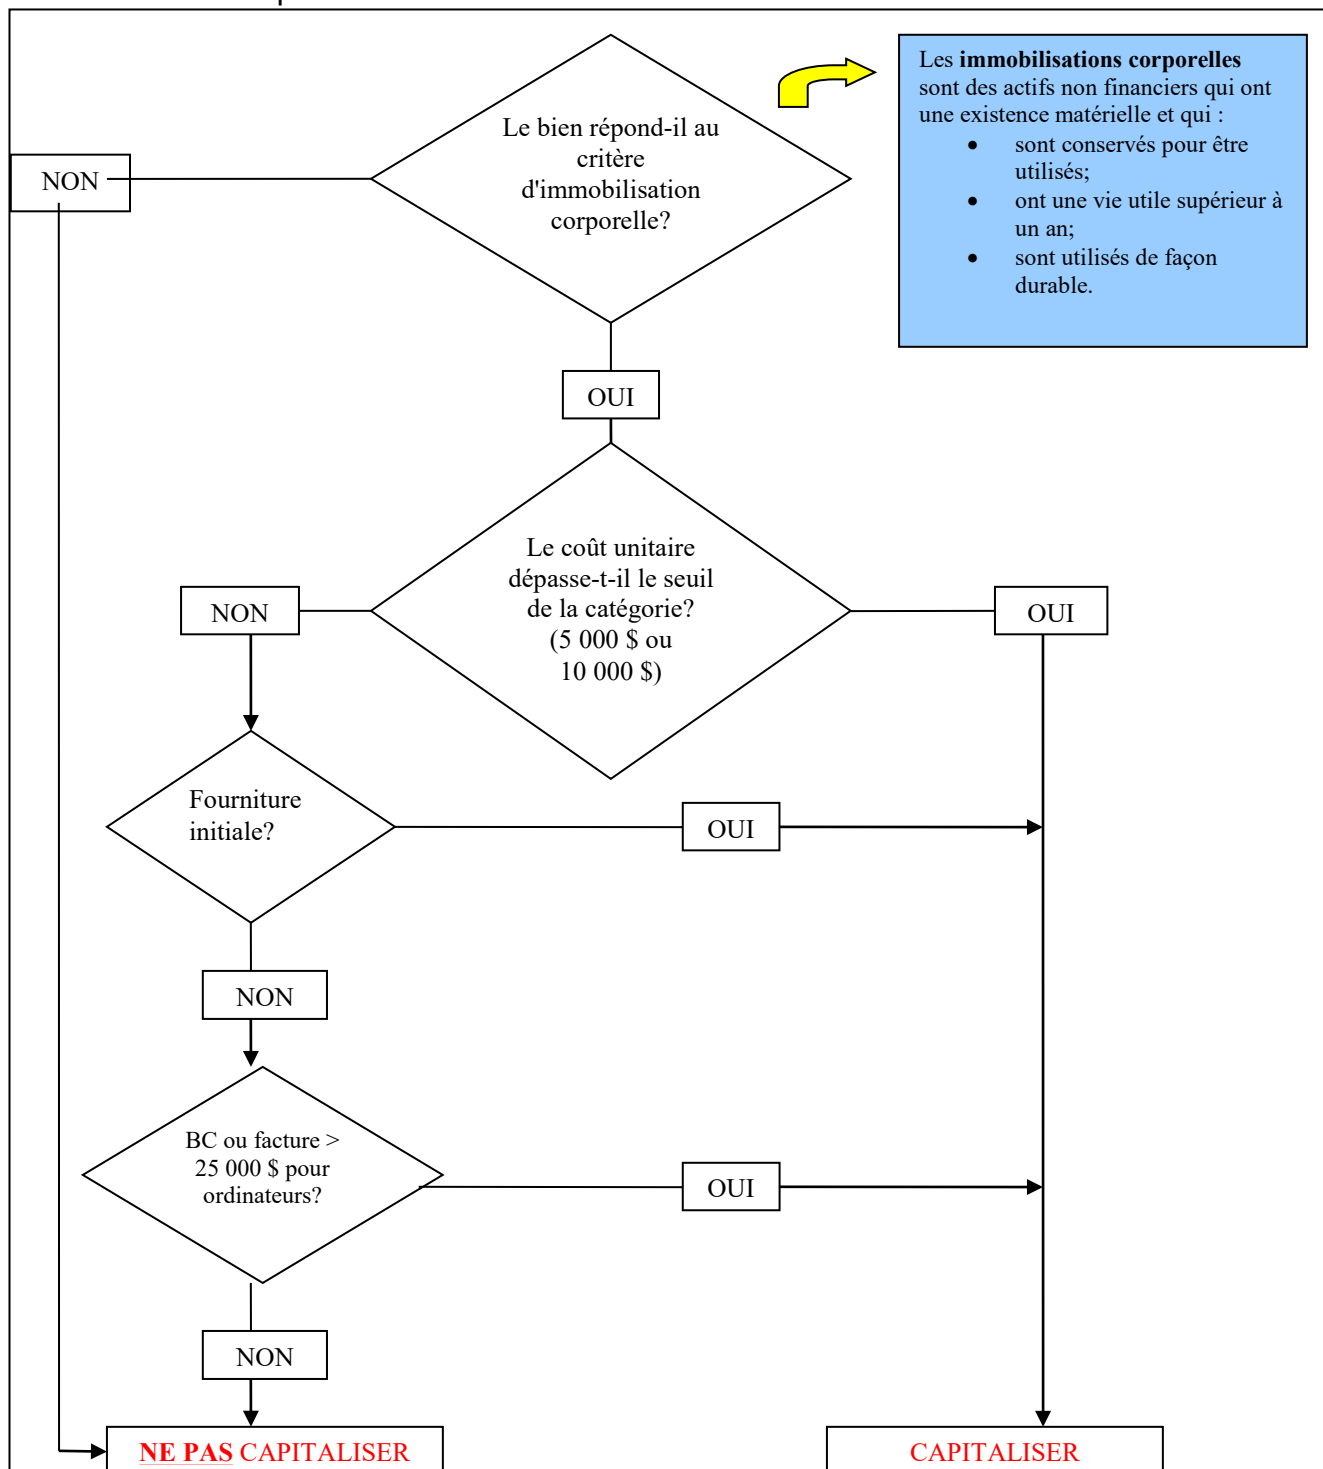 Le bien répond-il au
critère
d'immobilisation
corporelle?
Les immobilisations corporelles
sont des actifs non financiers qui ont
une existence matérielle et qui :
• sont conservés pour être
utilisés;
• ont une vie utile supérieur à
un an;
• sont utilisés de façon
durable.
NON
OUI
Le coût unitaire
dépasse-t-il le seuil
de la catégorie?
(5 000 $ ou
10 000 $)
NON
OUI
Fourniture
initiale?
OUI
NON
BC ou facture >
25 000 $ pour
ordinateurs?
OUI
NON
NE PAS CAPITALISER
CAPITALISER